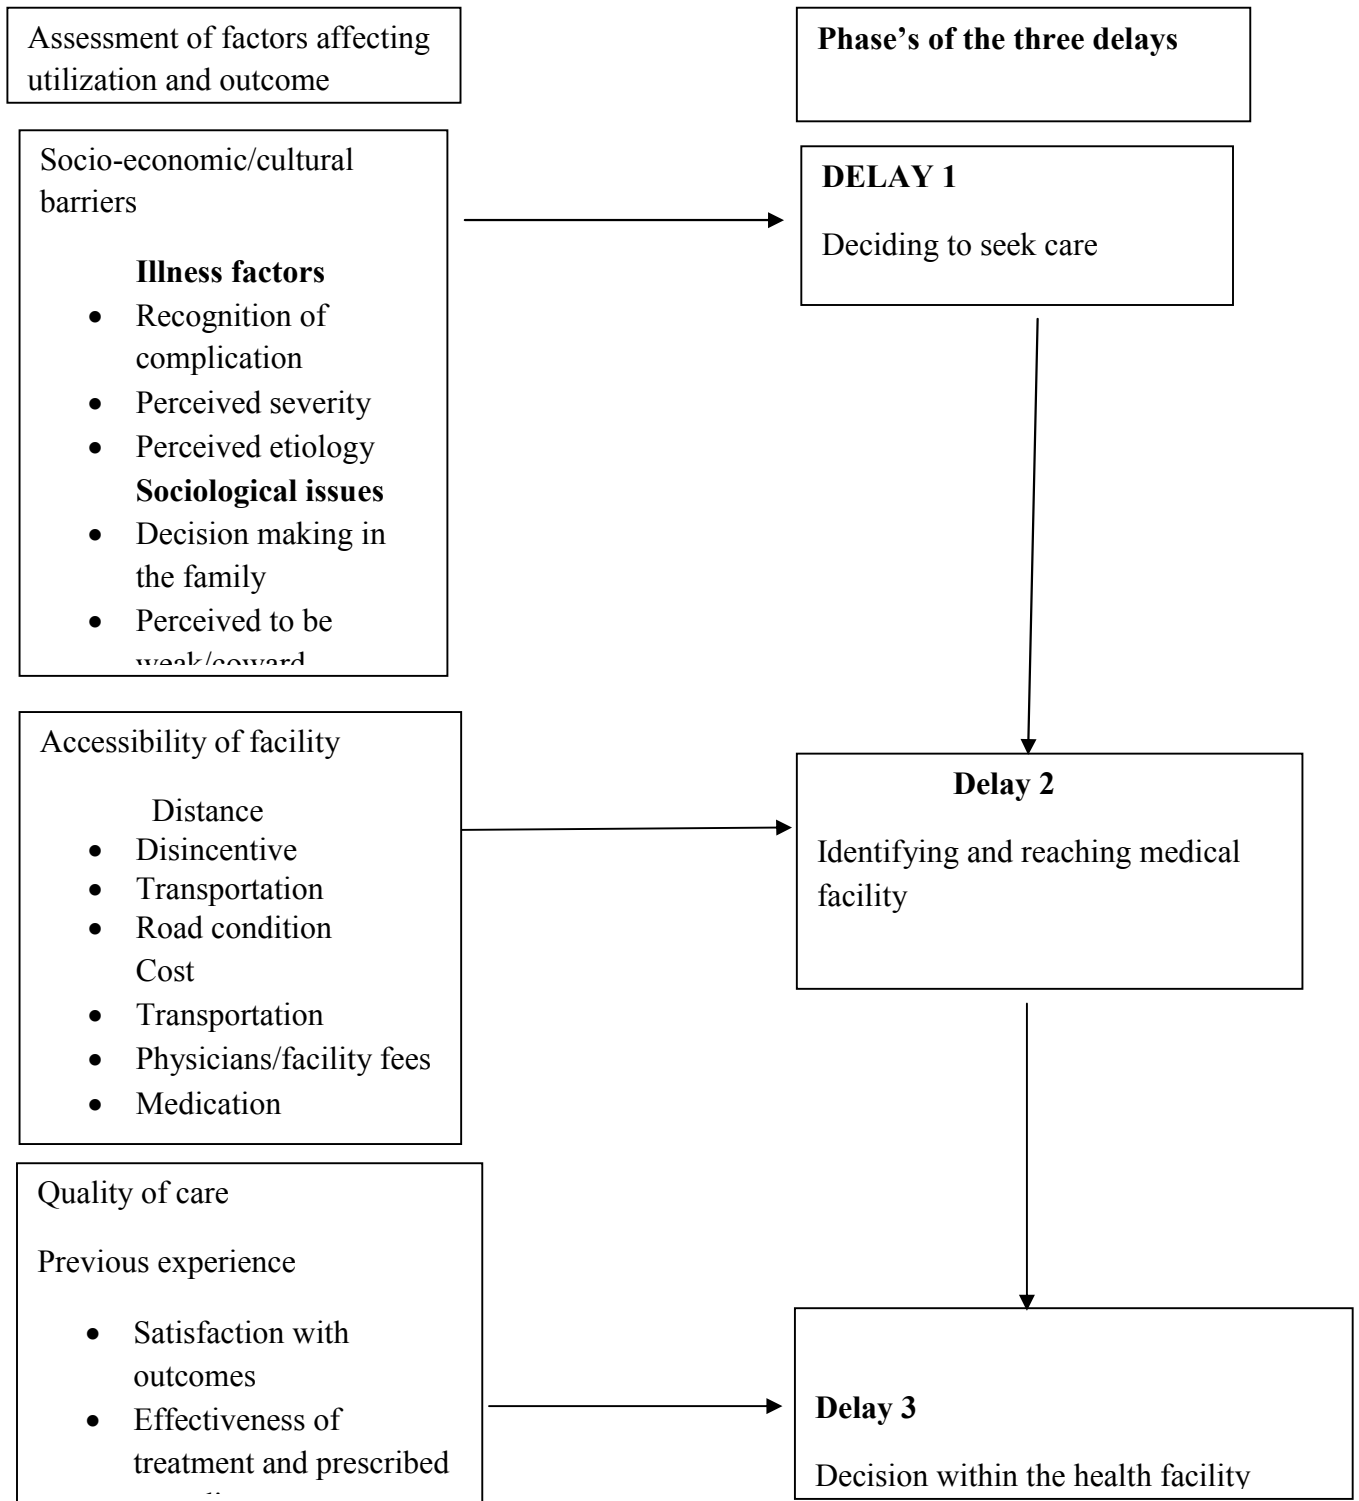 Assessment of factors affecting
utilization and outcome
Phase’s of the three delays
Socio-economic/cultural
barriers
Illness factors
• Recognition of
complication
• Perceived severity
• Perceived etiology
Sociological issues
• Decision making in
the family
• Perceived to be
weak/coward
DELAY 1
Deciding to seek care
Accessibility of facility
Distance
• Disincentive
• Transportation
• Road condition
Cost
• Transportation
• Physicians/facility fees
• Medication
Delay 2
Identifying and reaching medical
facility
Quality of care
Previous experience
• Satisfaction with
outcomes
• Effectiveness of
treatment and prescribed
Delay 3
Decision within the health facility